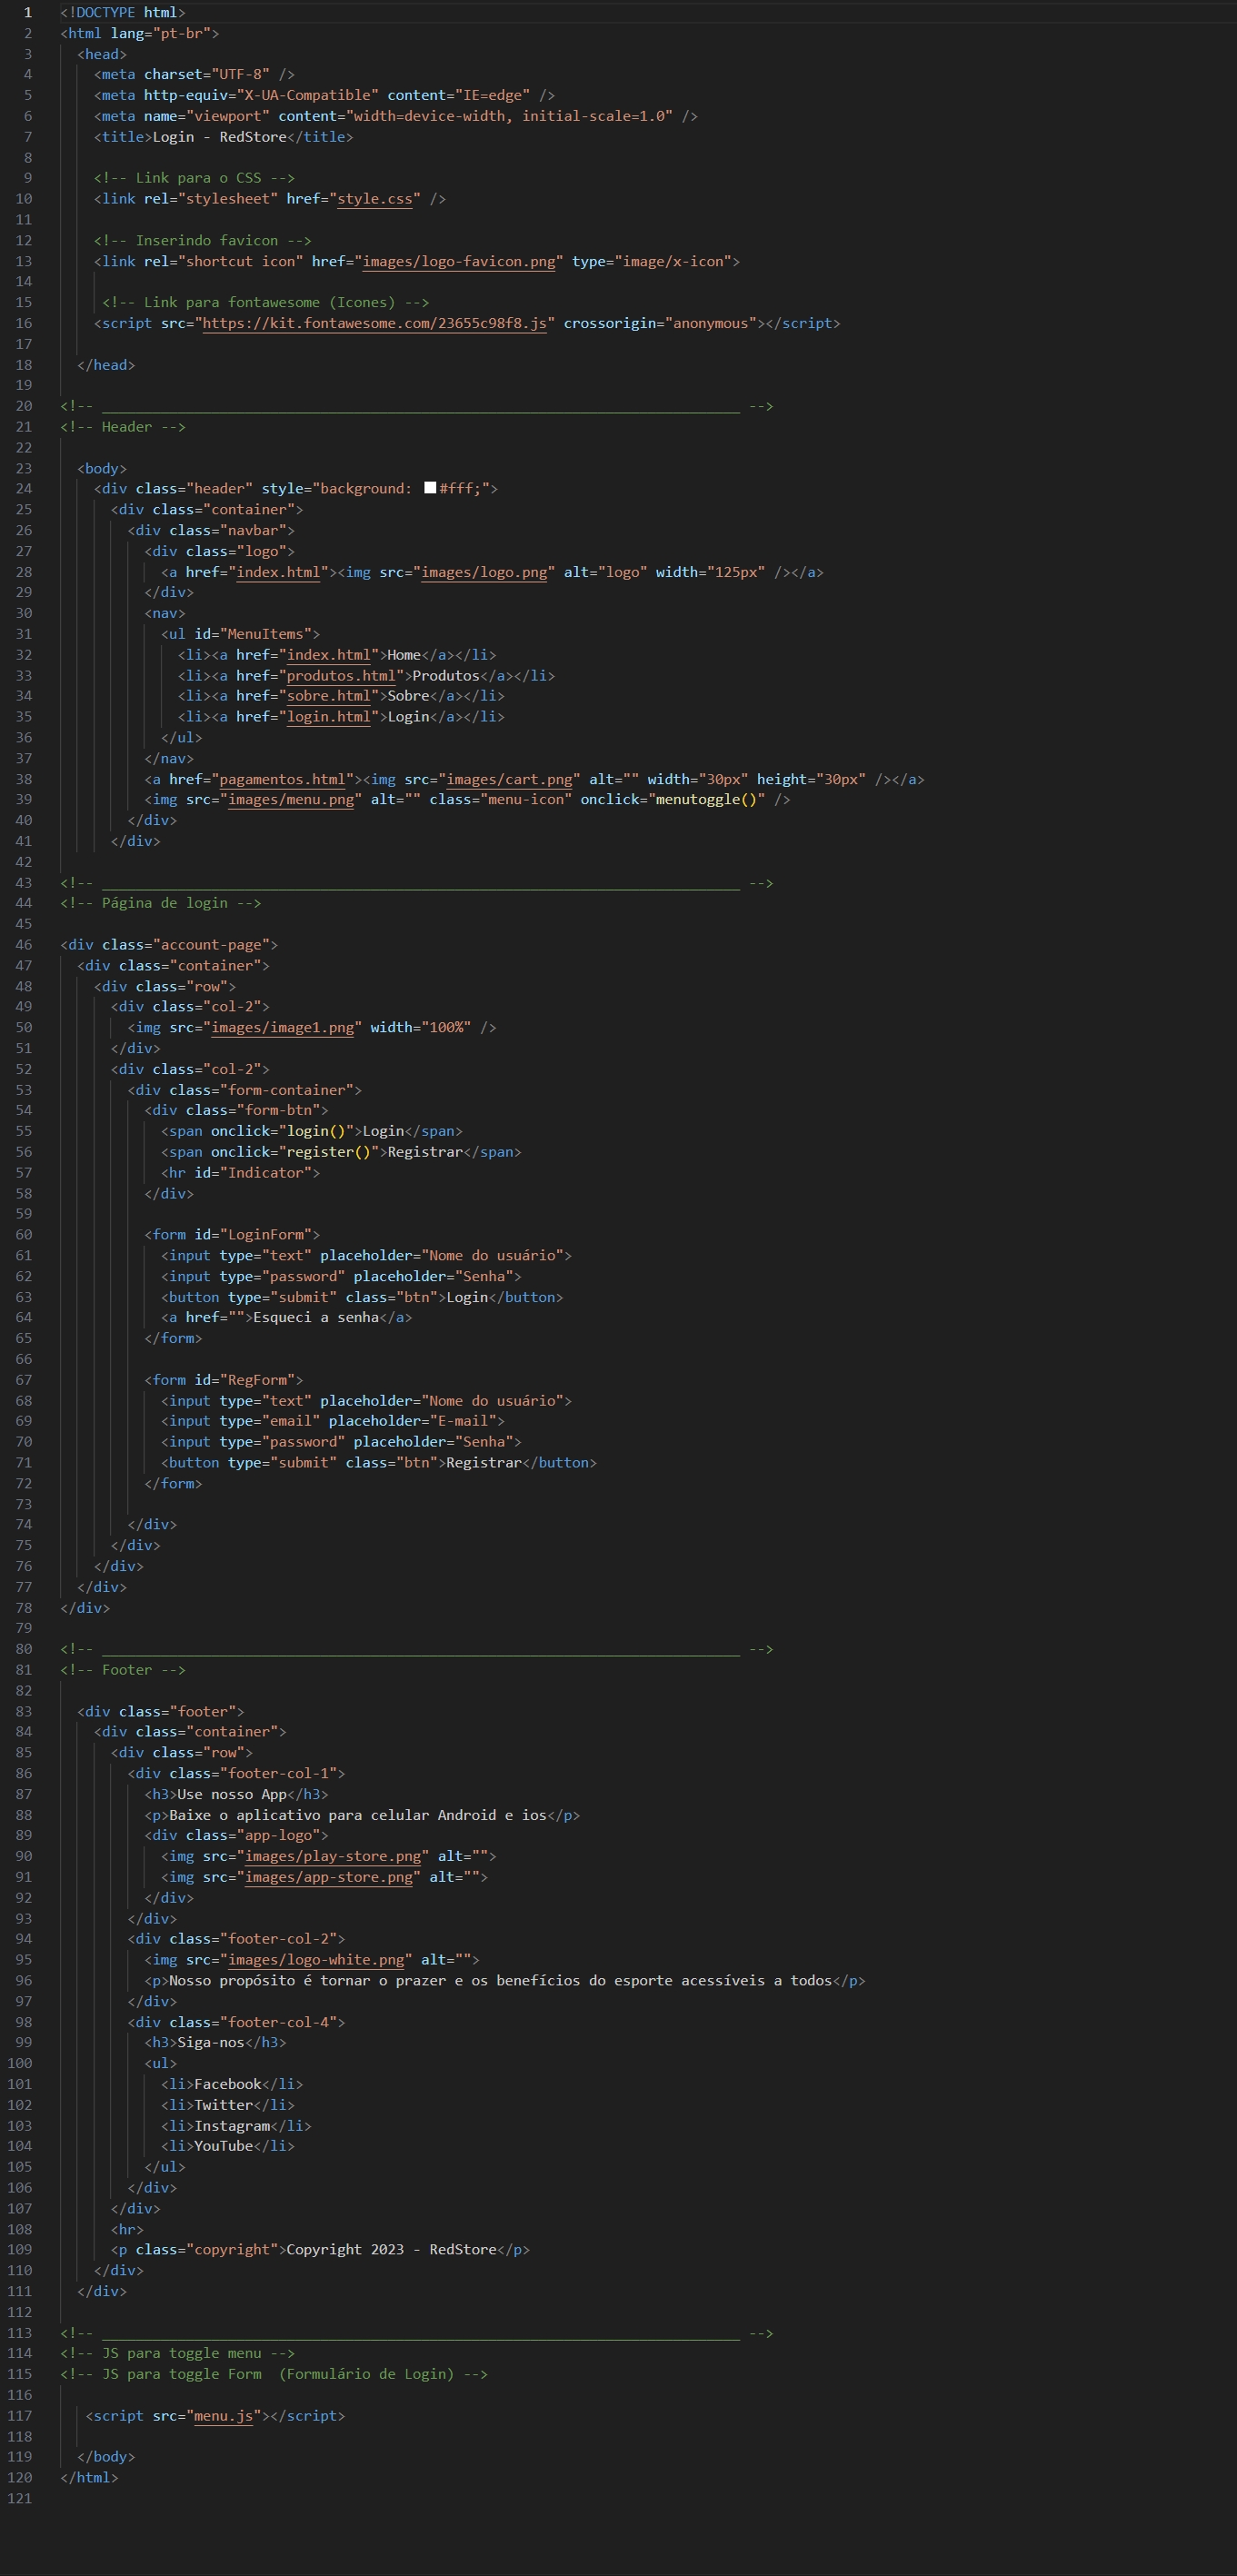 1 <!DOCTYPE html>
2 <html lang="pt-br">
3   <head>
4     <meta charset="UTF-8" />
5     <meta http-equiv="X-UA-Compatible" content="IE=edge" />
6     <meta name="viewport" content="width=device-width, initial-scale=1.0" />
7     <title>Login - RedStore</title>
8
9     <!-- Link para o CSS -->
10     <link rel="stylesheet" href="style.css" />
11
12     <!-- Inserindo favicon -->
13     <link rel="shortcut icon" href="images/logo-favicon.png" type="image/x-icon">
14
15      <!-- Link para fontawesome (Icones) -->
16     <script src="https://kit.fontawesome.com/23655c98f8.js" crossorigin="anonymous"></script>
17
18   </head>
19
20 <!-- ____________________________________________________________________________ -->
21 <!-- Header -->
22
23   <body>
24     <div class="header" style="background: #fff;">
25       <div class="container">
26         <div class="navbar">
27           <div class="logo">
28             <a href="index.html"><img src="images/logo.png" alt="logo" width="125px" /></a>
29           </div>
30           <nav>
31             <ul id="MenuItems">
32               <li><a href="index.html">Home</a></li>
33               <li><a href="produtos.html">Produtos</a></li>
34               <li><a href="sobre.html">Sobre</a></li>
35               <li><a href="login.html">Login</a></li>
36             </ul>
37           </nav>
38           <a href="pagamentos.html"><img src="images/cart.png" alt="" width="30px" height="30px" /></a>
39           <img src="images/menu.png" alt="" class="menu-icon" onclick="menutoggle()" />
40         </div>
41       </div>
42
43 <!-- ____________________________________________________________________________ -->
44 <!-- Página de login -->
45
46 <div class="account-page">
47   <div class="container">
48     <div class="row">
49       <div class="col-2">
50         <img src="images/image1.png" width="100%" />
51       </div>
52       <div class="col-2">
53         <div class="form-container">
54           <div class="form-btn">
55             <span onclick="login()">Login</span>
56             <span onclick="register()">Registrar</span>
57             <hr id="Indicator">
58           </div>
59
60           <form id="LoginForm">
61             <input type="text" placeholder="Nome do usuário">
62             <input type="password" placeholder="Senha">
63             <button type="submit" class="btn">Login</button>
64             <a href="">Esqueci a senha</a>
65           </form>
66
67           <form id="RegForm">
68             <input type="text" placeholder="Nome do usuário">
69             <input type="email" placeholder="E-mail">
70             <input type="password" placeholder="Senha">
71             <button type="submit" class="btn">Registrar</button>
72           </form>
73
74         </div>
75       </div>
76     </div>
77   </div>
78 </div>
79
80 <!-- ____________________________________________________________________________ -->
81 <!-- Footer -->
82
83   <div class="footer">
84     <div class="container">
85       <div class="row">
86         <div class="footer-col-1">
87           <h3>Use nosso App</h3>
88           <p>Baixe o aplicativo para celular Android e ios</p>
89           <div class="app-logo">
90             <img src="images/play-store.png" alt="">
91             <img src="images/app-store.png" alt="">
92           </div>
93         </div>
94         <div class="footer-col-2">
95           <img src="images/logo-white.png" alt="">
96           <p>Nosso propósito é tornar o prazer e os benefícios do esporte acessíveis a todos</p>
97         </div>
98         <div class="footer-col-4">
99           <h3>Siga-nos</h3>
100           <ul>
101             <li>Facebook</li>
102             <li>Twitter</li>
103             <li>Instagram</li>
104             <li>YouTube</li>
105           </ul>
106         </div>
107       </div>
108       <hr>
109       <p class="copyright">Copyright 2023 - RedStore</p>
110     </div>
111   </div>
112
113 <!-- ____________________________________________________________________________ -->
114 <!-- JS para toggle menu -->
115 <!-- JS para toggle Form  (Formulário de Login) -->
116
117    <script src="menu.js"></script>
118
119   </body>
120 </html>
121